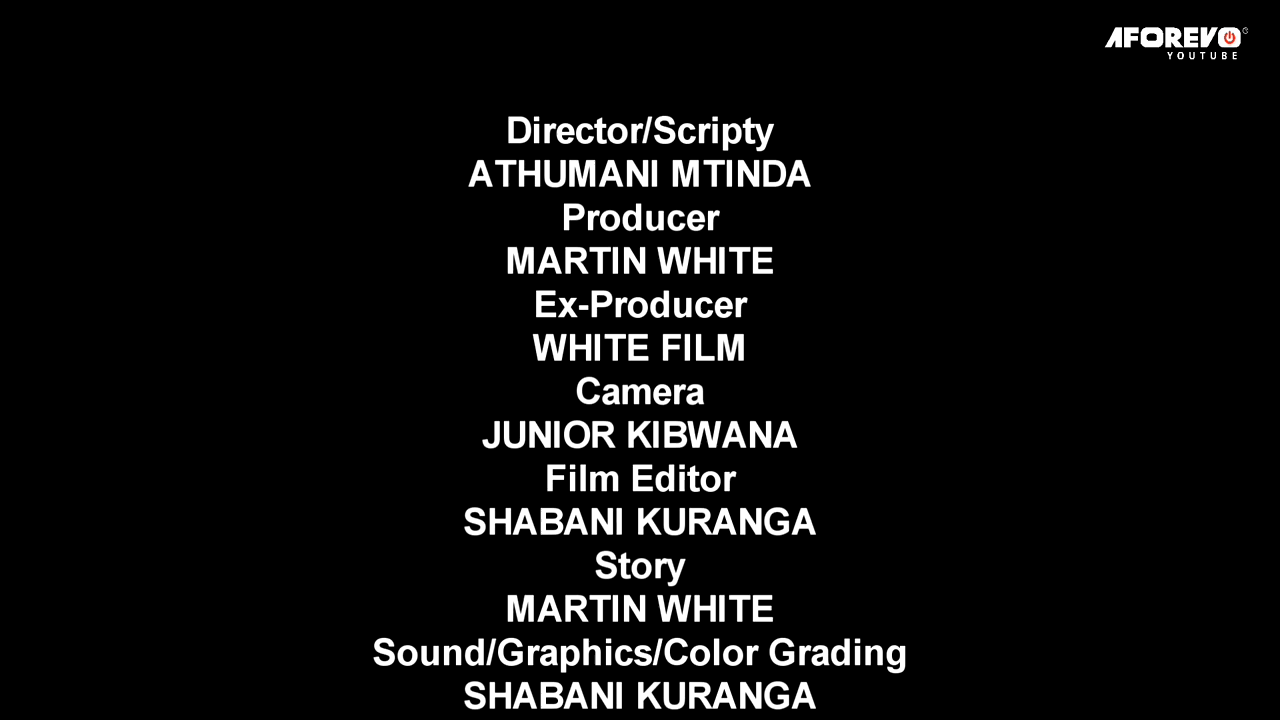 AFOREVO
YOUTUBE
Director/Scripty
ATHUMANI MTINDA
Producer
MARTIN WHITE
Ex-Producer
WHITE FILM
Camera
JUNIOR KIBWANA
Film Editor
SHABANI KURANGA
Story
MARTIN WHITE
Sound/Graphics/Color Grading
SHABANI KURANGA